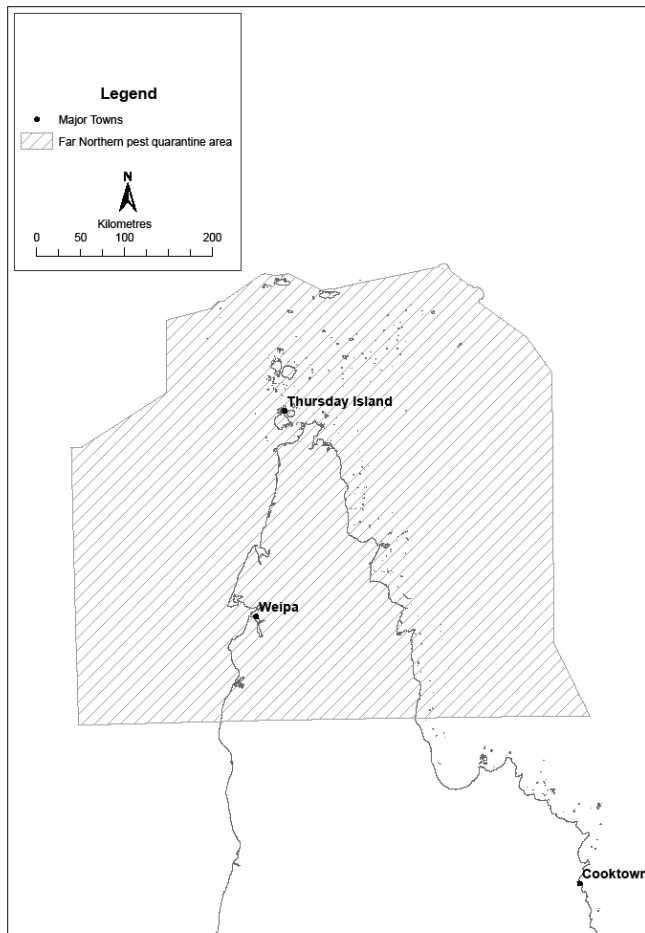 Legend
Major Towns
Far Northern pest quarantine area
N
Kilometres
0 50 100 200
Thursday Island
Weipa
Cooktown